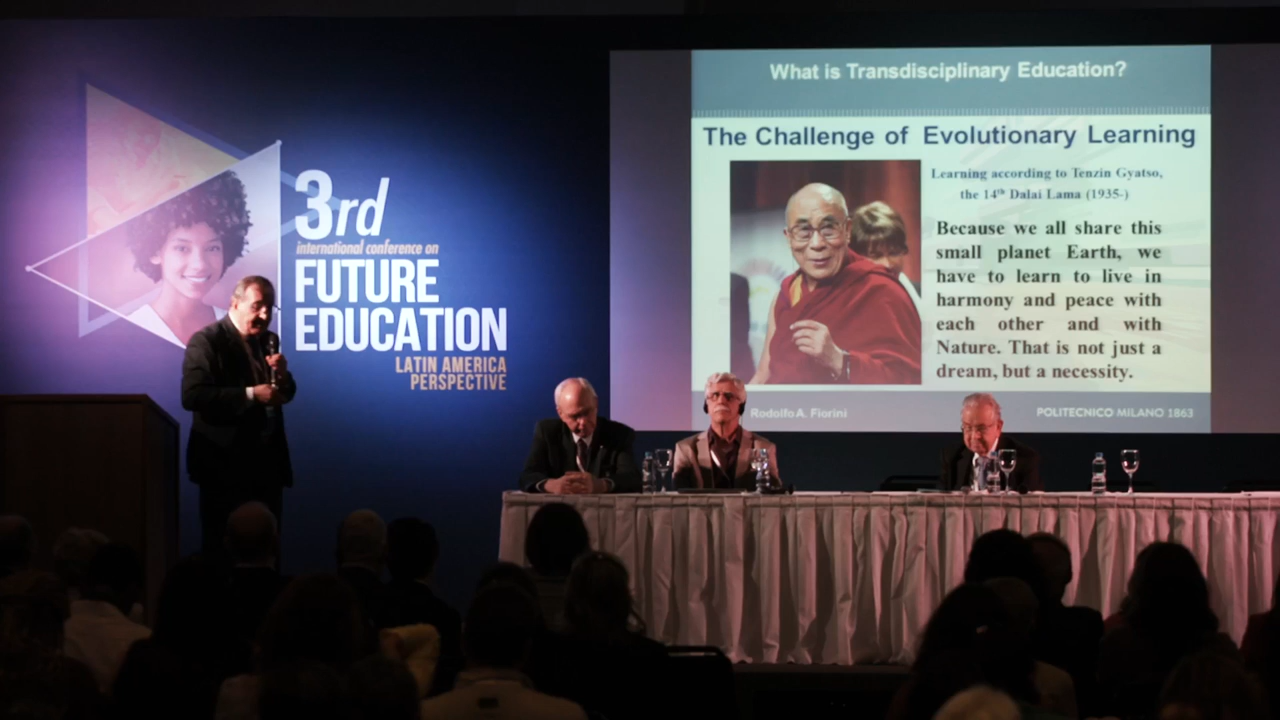 3rd
international conference on
FUTURE
EDUCATION
LATIN AMERICA
PERSPECTIVE
What is Transdisciplinary Education?
The Challenge of Evolutionary Learning
Learning according to Tenzin Gyatso,
the 14th Dalai Lama (1935-)
Because we all share this
small planet Earth, we
have to learn to live in
harmony and peace with
each other and with
Nature. That is not just a
dream, but a necessity.
Rodolfo A. Fiorini
POLITECNICO MILANO 1863